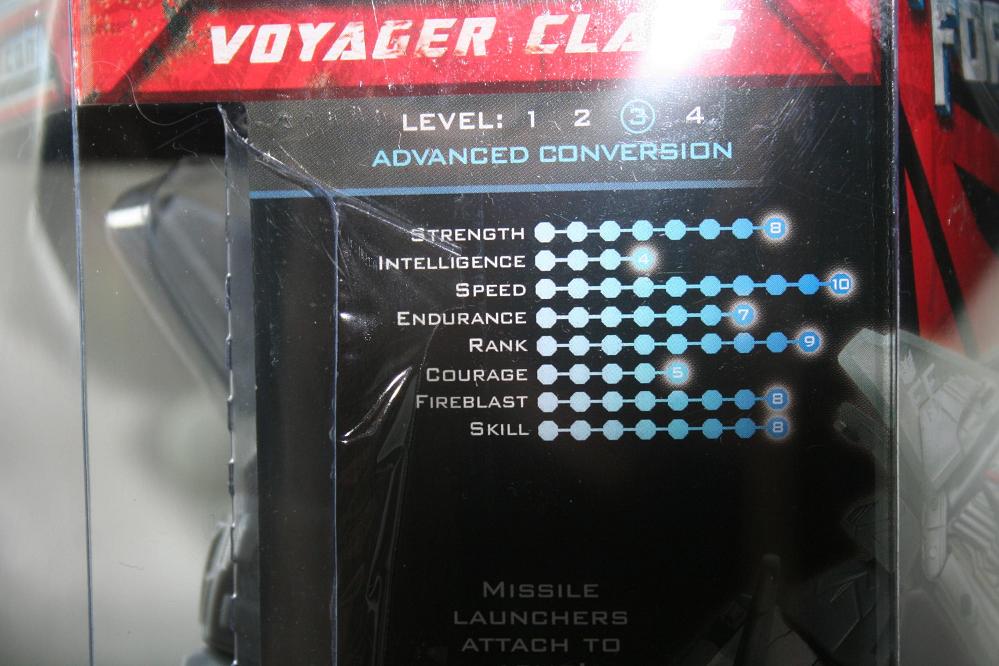 VOYAGER CLASS
LEVEL: 1 2 3 4
ADVANCED CONVERSION
STRENGTH 8
INTELLIGENCE 4
SPEED 10
ENDURANCE 7
RANK 9
COURAGE 5
FIREBLAST 8
SKILL 8
MISSILE
LAUNCHERS
ATTACH TO